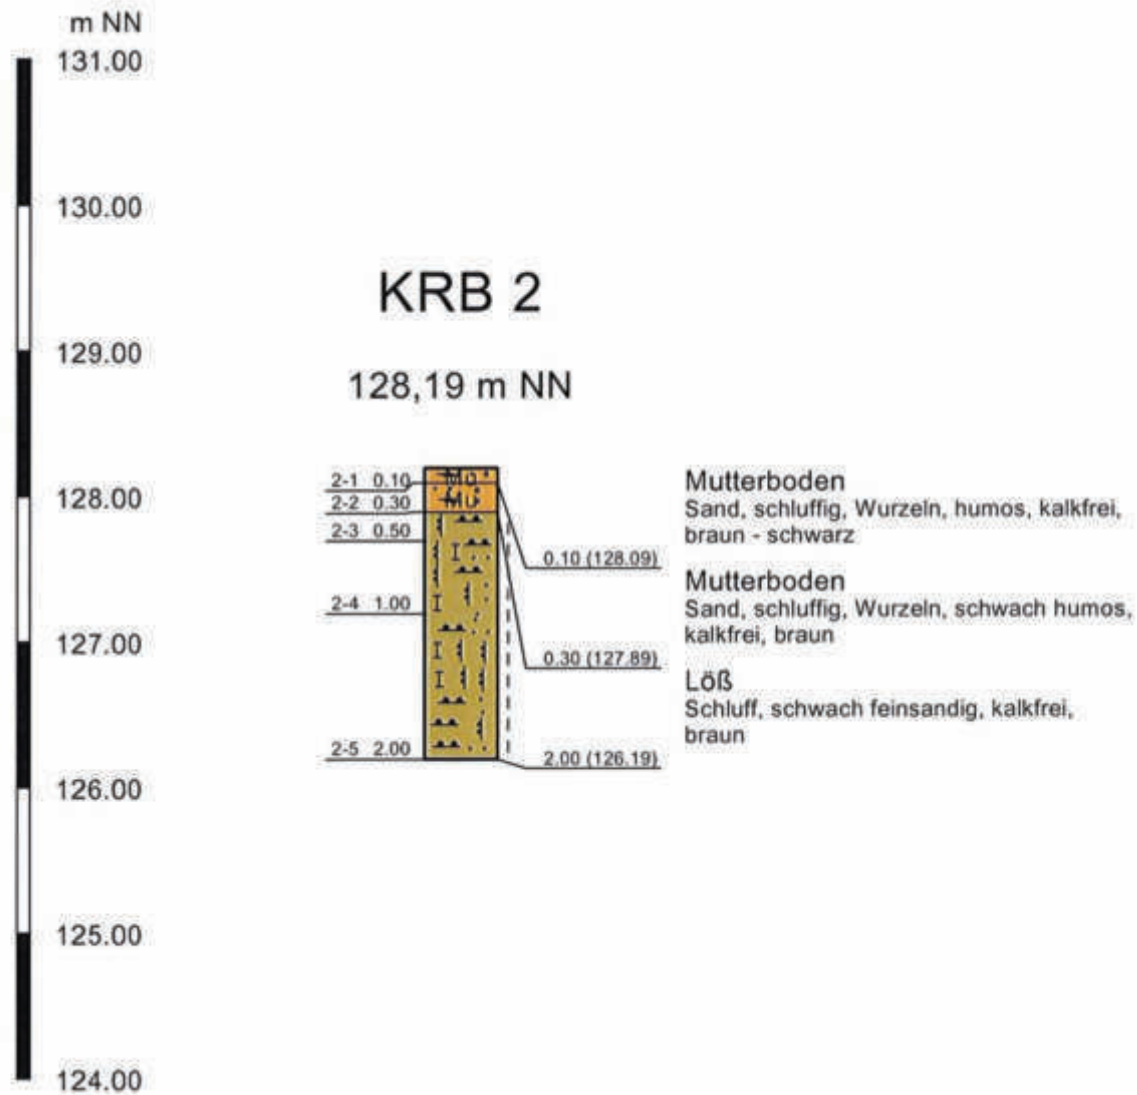 m NN
131.00
130.00
129.00
128.00
127.00
126.00
125.00
124.00
KRB 2
128,19 m NN
2-1 0.10
2-2 0.30
2-3 0.50
2-4 1.00
2-5 2.00
Mu
Mu
0.10 (128.09)
0.30 (127.89)
2.00 (126.19)
Mutterboden
Sand, schluffig, Wurzeln, humos, kalkfrei,
braun - schwarz
Mutterboden
Sand, schluffig, Wurzeln, schwach humos,
kalkfrei, braun
Löß
Schluff, schwach feinsandig, kalkfrei,
braun